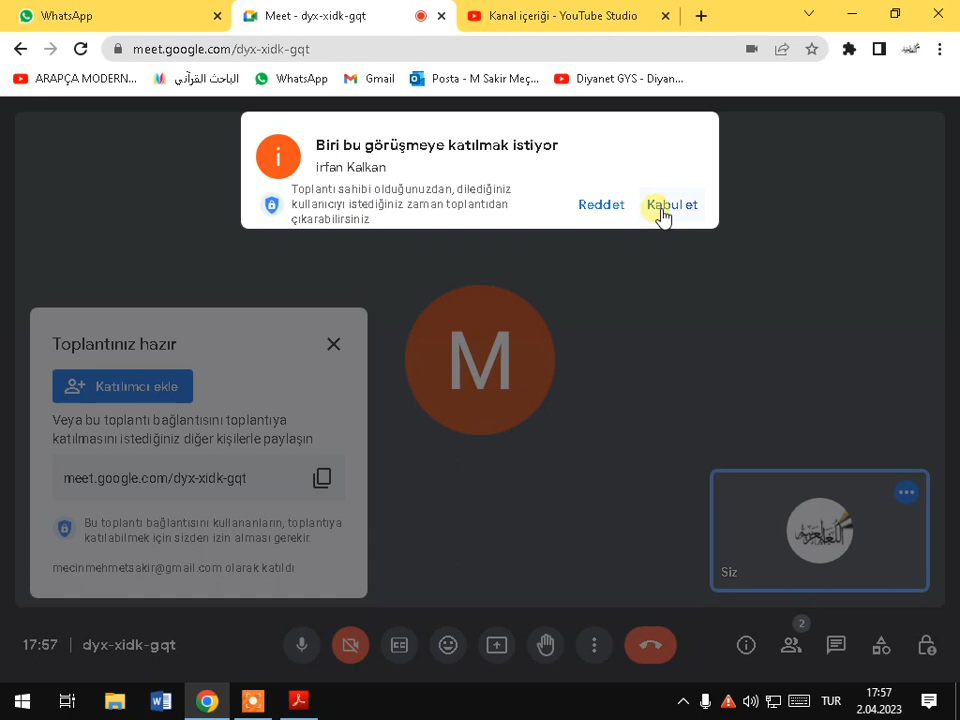 WhatsApp
Meet - dyx-xidk-gqt
Kanal içeriği - YouTube Studio
meet.google.com/dyx-xidk-gqt
ARAPÇA MODERN...
الباحث القرآني
WhatsApp
Gmail
Posta - M Sakir Meç...
Diyanet GYS - Diyan...
i
Biri bu görüşmeye katılmak istiyor
irfan Kalkan
Toplantı sahibi olduğunuzdan, dilediğiniz
kullanıcıyı istediğiniz zaman toplantıdan
çıkarabilirsiniz
Reddet
Kabul et
M
Toplantınız hazır
Katılımcı ekle
Veya bu toplantı bağlantısını toplantıya
katılmasını istediğiniz diğer kişilerle paylaşın
meet.google.com/dyx-xidk-gqt
Bu toplantı bağlantısını kullananların, toplantıya
katılabilmek için sizden izin alması gerekir.
mecinmehmetsakir@gmail.com olarak katıldı
اللغة العربية
Siz
17:57
dyx-xidk-gqt
2
TUR
17:57
2.04.2023